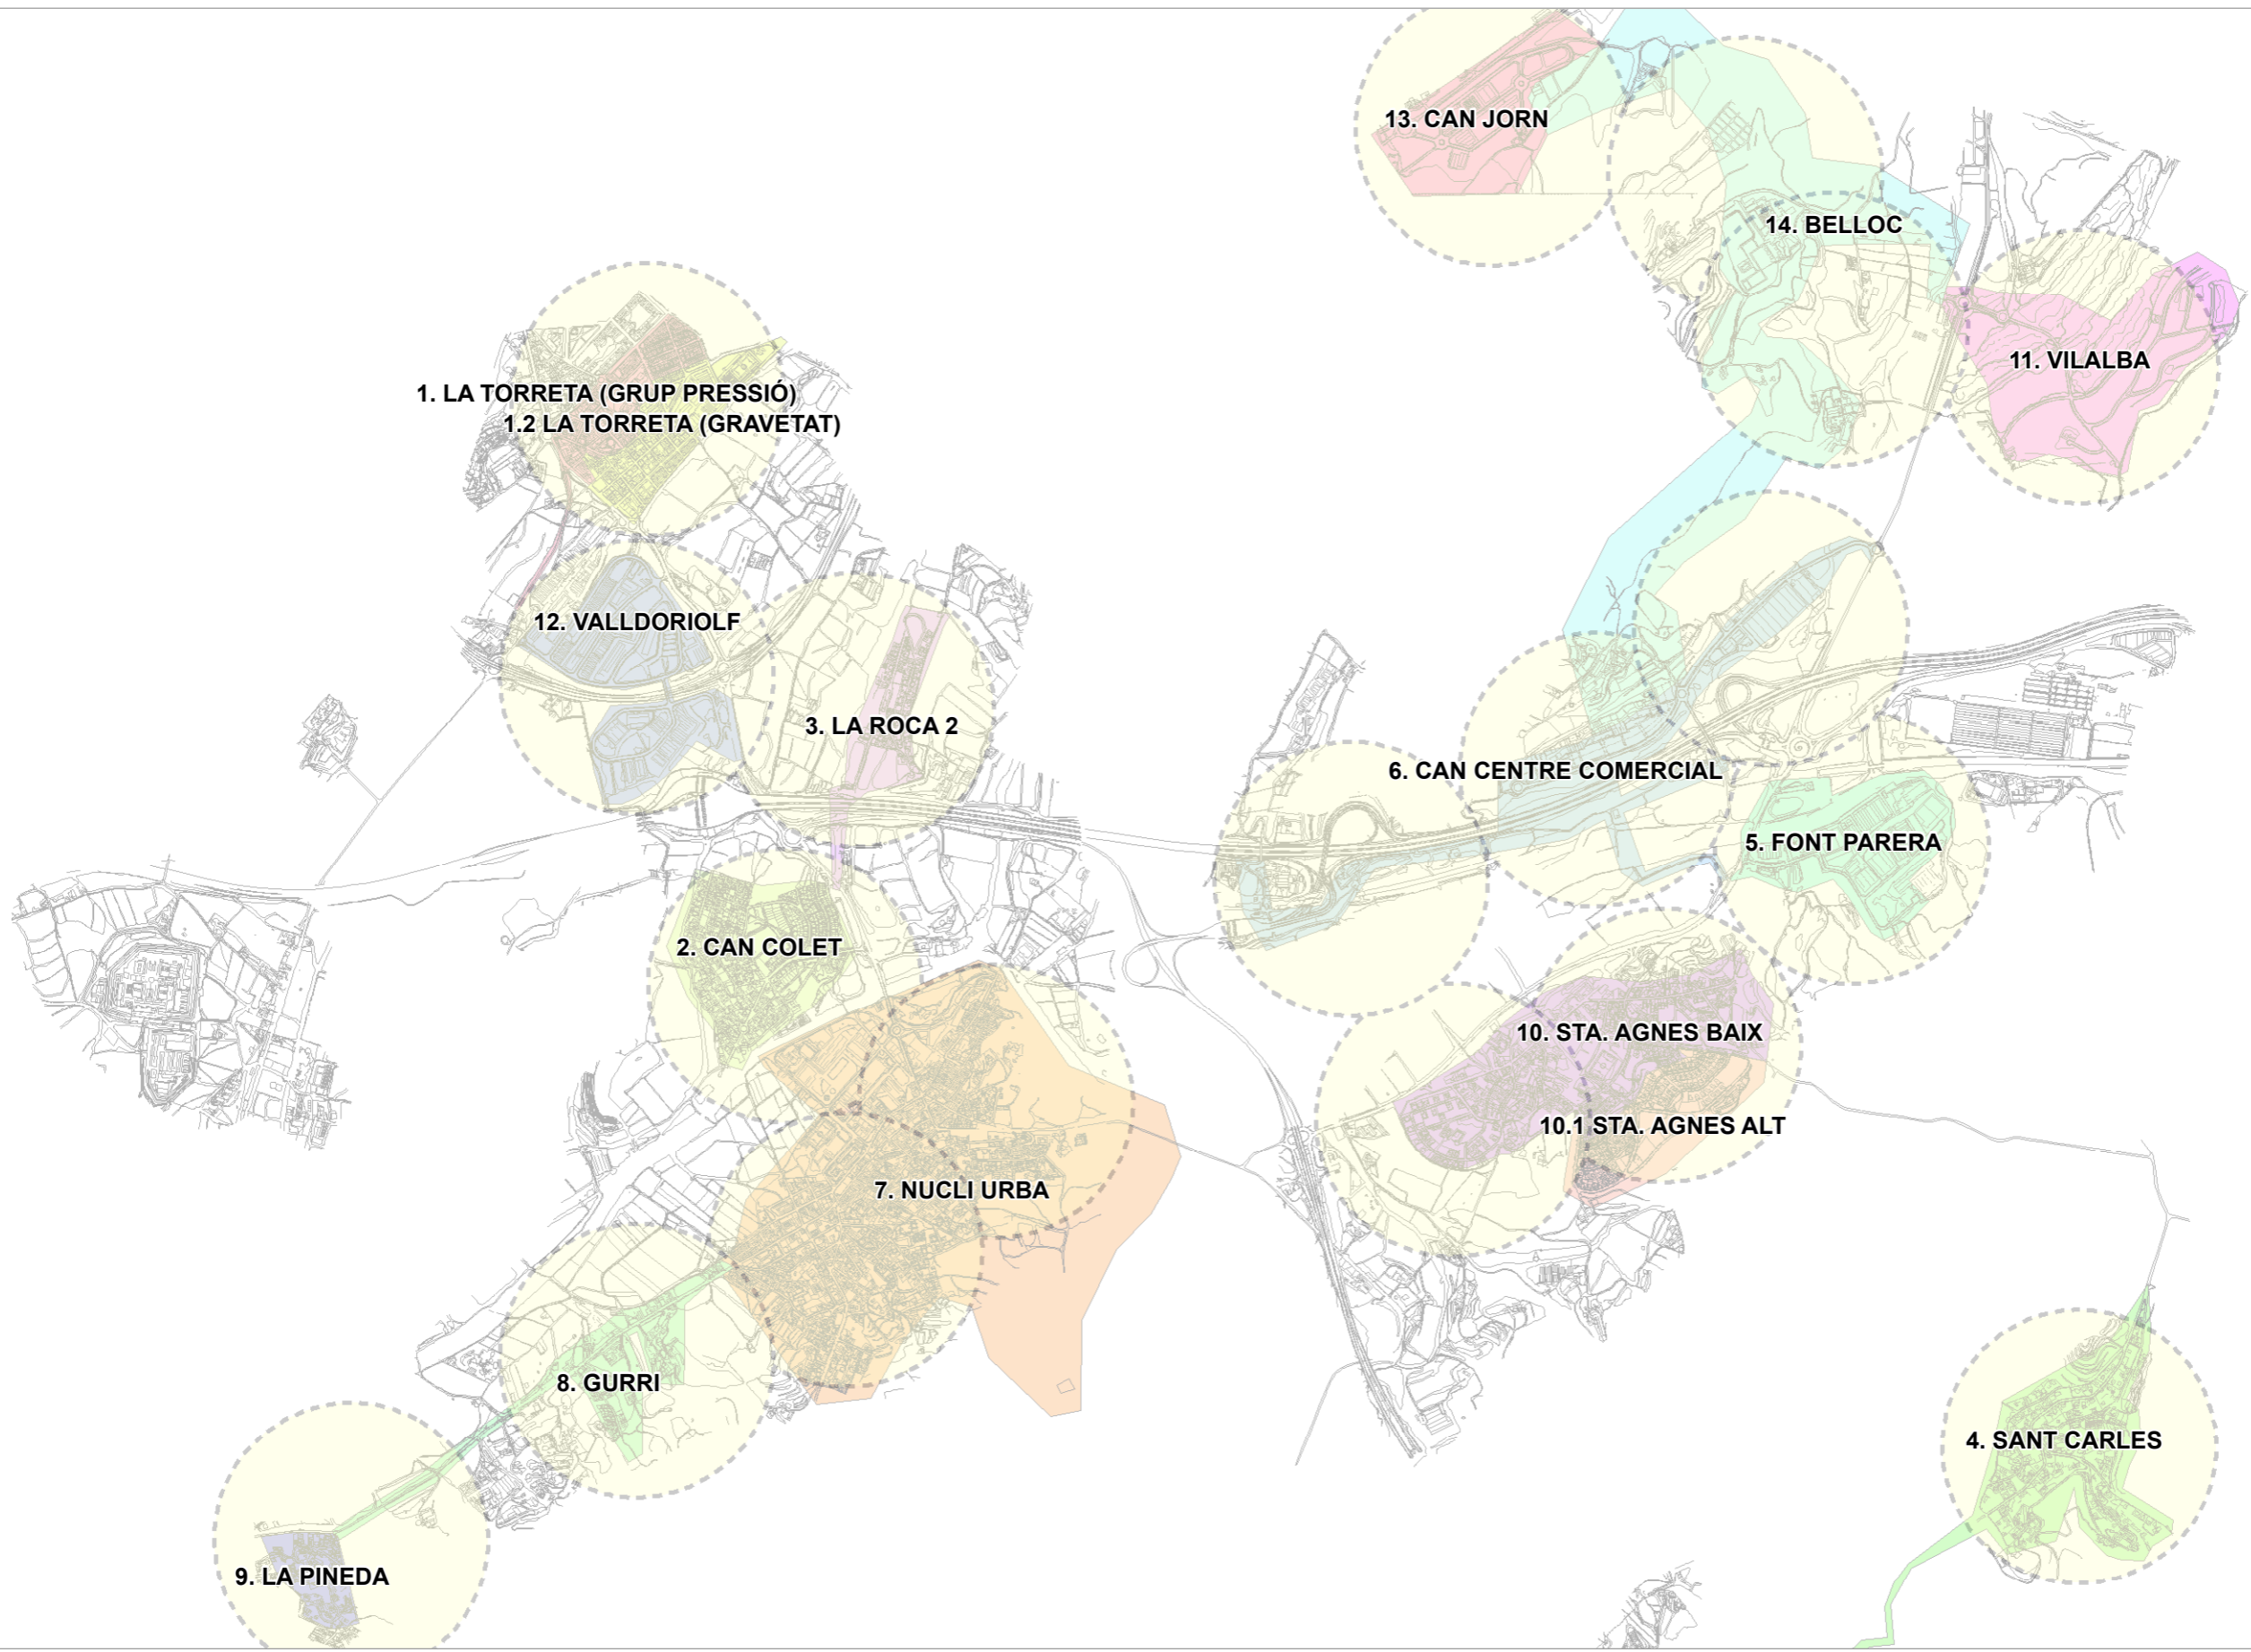 13. CAN JORN
14. BELLOC
11. VILALBA
1. LA TORRETA (GRUP PRESSIÓ)
1.2 LA TORRETA (GRAVETAT)
12. VALLDORIOLF
3. LA ROCA 2
6. CAN CENTRE COMERCIAL
5. FONT PARERA
2. CAN COLET
10. STA. AGNES BAIX
10.1 STA. AGNES ALT
7. NUCLI URBA
8. GURRI
4. SANT CARLES
9. LA PINEDA